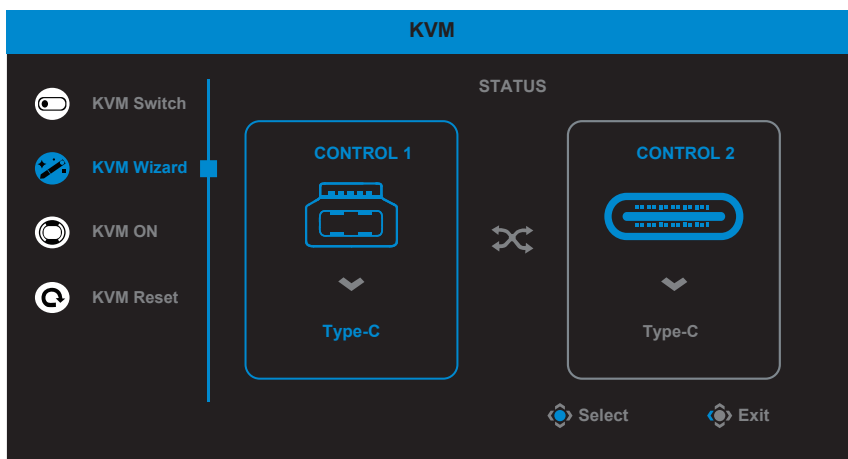 KVM
KVM Switch
KVM Wizard
KVM ON
KVM Reset
STATUS
CONTROL 1
Type-C
CONTROL 2
Type-C
Select
Exit